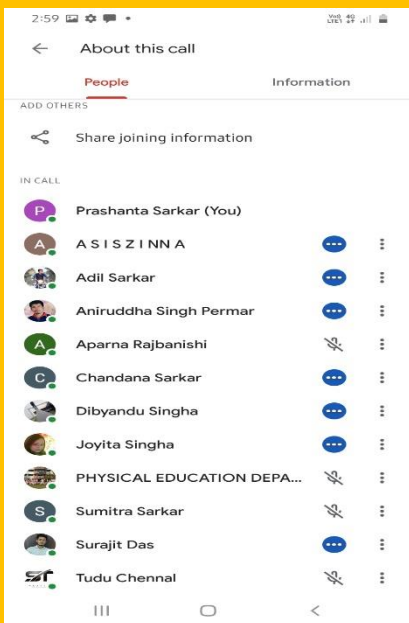 2:59
About this call
People Information
ADD OTHERS
Share joining information
IN CALL
P Prashanta Sarkar (You)
A A S I S Z I N N A
Adil Sarkar
Aniruddha Singh Permar
A Aparna Rajbanishi
C Chandana Sarkar
Dibyandu Singha
Joyita Singha
PHYSICAL EDUCATION DEPA...
S Sumitra Sarkar
Surajit Das
ST Tudu Chennal